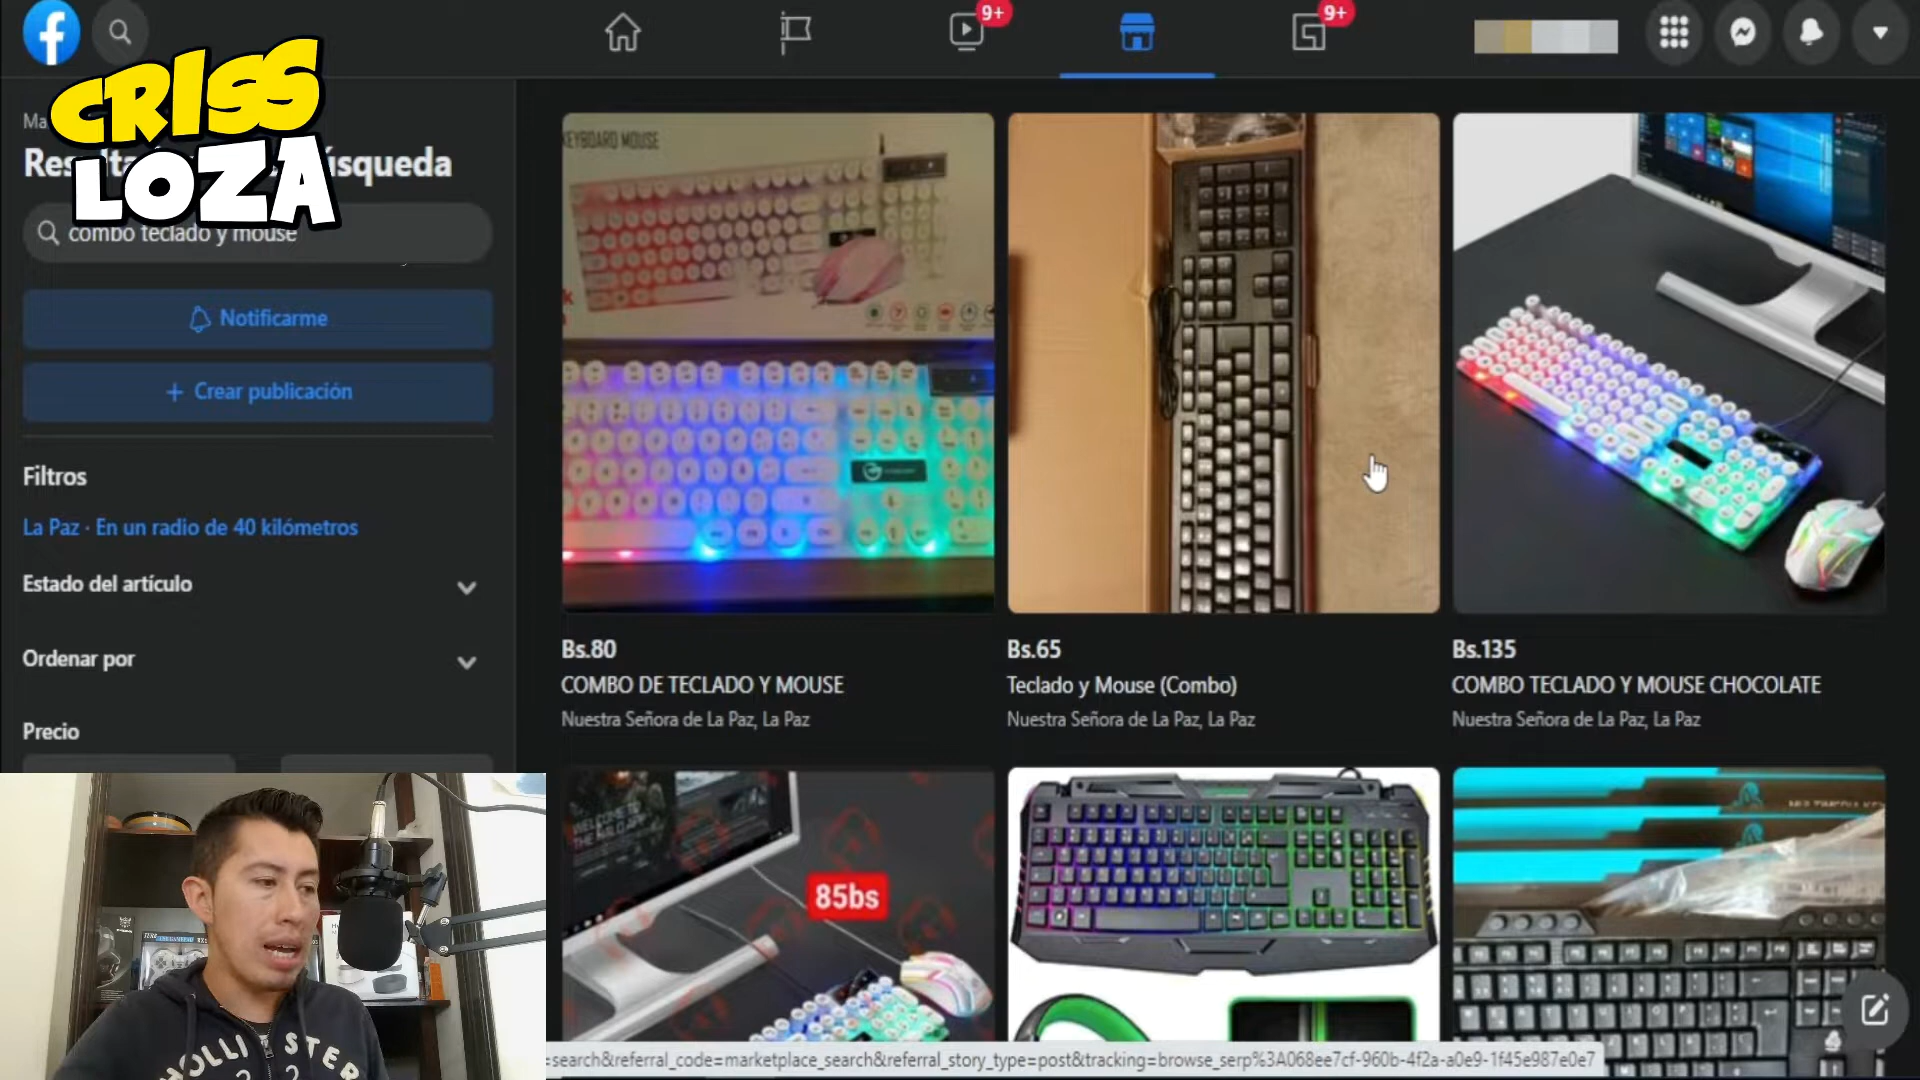 9+
9+
CRISS
LOZA
combo teclado y mouse
Notificarme
+ Crear publicación
Filtros
La Paz · En un radio de 40 kilómetros
Estado del artículo
Ordenar por
Precio
KEYBOARD MOUSE
Bs.80
COMBO DE TECLADO Y MOUSE
Nuestra Señora de La Paz, La Paz
Bs.65
Teclado y Mouse (Combo)
Nuestra Señora de La Paz, La Paz
Bs.135
COMBO TECLADO Y MOUSE CHOCOLATE
Nuestra Señora de La Paz, La Paz
WELCOME TO
85bs
=search&referral_code=marketplace_search&referral_story_type=post&tracking=browse_serp%3A068ee7cf-960b-4f2a-a0e9-1f45e987e0e7